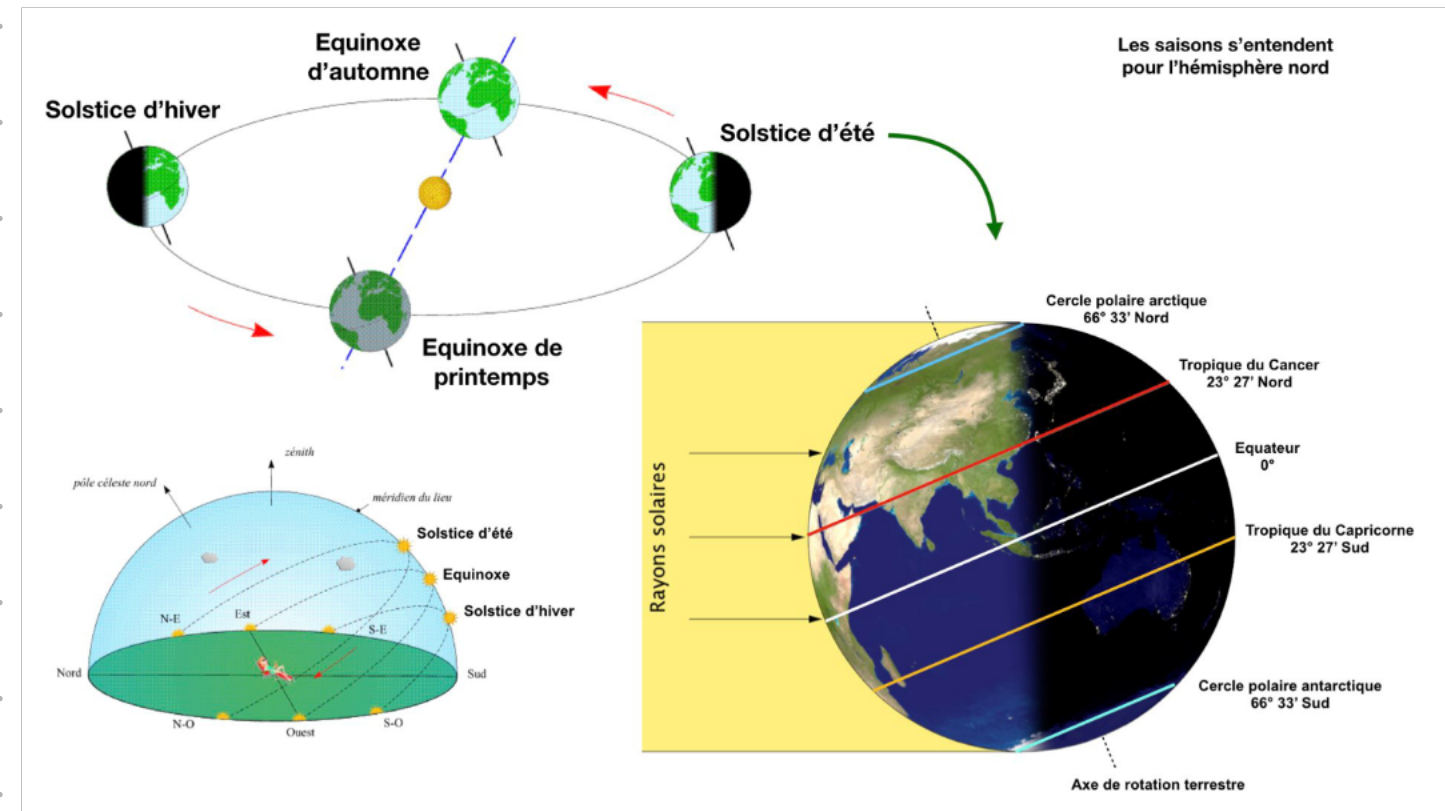 Les saisons s’entendent
pour l’hémisphère nord
Equinoxe
d’automne
Solstice d’hiver
Solstice d’été
Equinoxe de
printemps
Cercle polaire arctique
66° 33’ Nord
Tropique du Cancer
23° 27’ Nord
Equateur
0°
Tropique du Capricorne
23° 27’ Sud
Cercle polaire antarctique
66° 33’ Sud
Axe de rotation terrestre
Rayons solaires
zénith
pôle céleste nord
méridien du lieu
Solstice d’été
Equinoxe
Solstice d’hiver
N-E
Est
S-E
Nord
Sud
N-O
Ouest
S-O